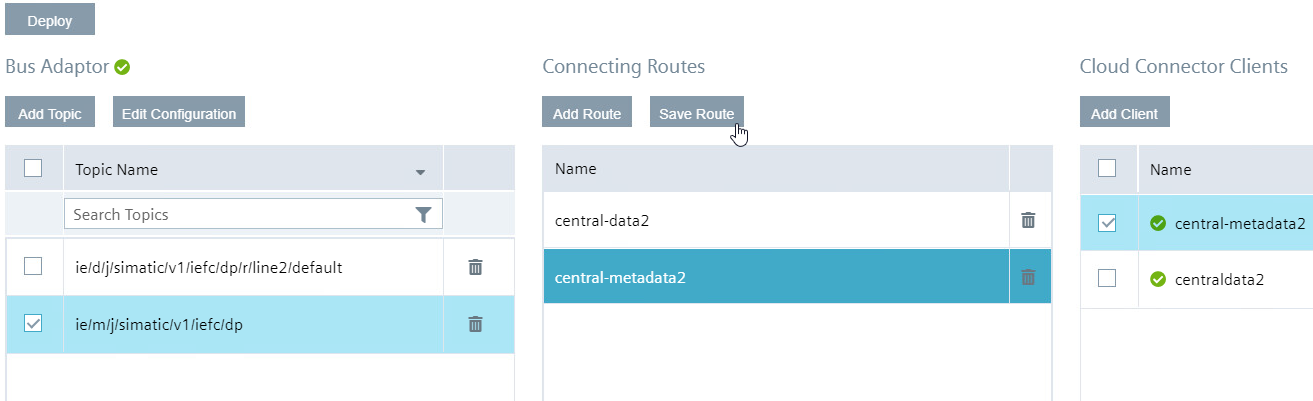 Deploy
Bus Adaptor
Connecting Routes
Cloud Connector Clients
Add Topic
Edit Configuration
Add Route
Save Route
Add Client
Topic Name
Name
Name
Search Topics
central-data2
central-metadata2
ie/d/j/simatic/v1/iefc/dp/r/line2/default
central-metadata2
centraldata2
ie/m/j/simatic/v1/iefc/dp